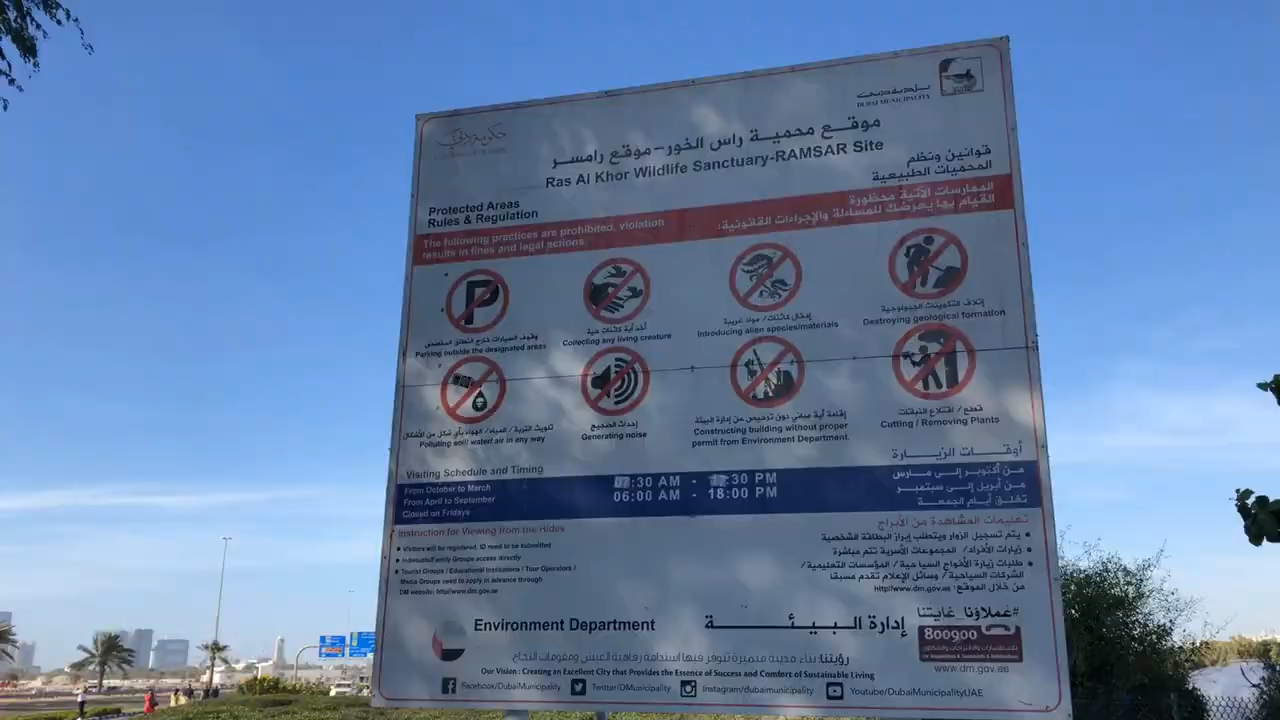 حكومة دبي
بلدية دبي
DUBAI MUNICIPALITY
موقع محمية راس الخور - موقع رامسر
Ras Al Khor Wildlife Sanctuary-RAMSAR Site
قوانين ونظم
المحميات الطبيعية
Protected Areas
Rules & Regulation
الممارسات الآتية محظورة
القيام بها يعرضك للمساءلة والإجراءات القانونية:
The following practices are prohibited, violation
results in fines and legal actions:
وقوف السيارات خارج النطاق المخصص
Parking outside the designated areas
أخذ أية كائنات حية
Collecting any living creature
إدخال كائنات/ مواد غريبة
Introducing alien species/materials
إتلاف التكوينات الجيولوجية
Destroying geological formation
تلويث التربة/ المياه/ الهواء بأي شكل من الأشكال
Polluting soil/ water/ air in any way
إحداث الضجيج
Generating noise
إقامة أية مباني دون ترخيص من إدارة البيئة
Constructing building without proper
permit from Environment Department.
قطع/ اقتلاع النباتات
Cutting / Removing Plants
Visiting Schedule and Timing
أوقات الزيارة
From October to March
07:30 AM - 17:30 PM
من أكتوبر إلى مارس
From April to September
06:00 AM - 18:00 PM
من أبريل إلى سبتمبر
Closed on Fridays
تغلق أيام الجمعة
Instruction for Viewing from the Hides
Visitors will be registered, ID need to be submitted
Individual/Family Groups access directly
Tourist Groups / Educational Institutions / Tour Operators /
Media Groups need to apply in advance through
DM website: http//www.dm.gov.ae
تعليمات المشاهدة من الأبراج
يتم تسجيل الزوار ويتطلب إبراز البطاقة الشخصية
زيارات الأفراد/ المجموعات الأسرية تتم مباشرة
طلبات زيارة الأفواج السياحية/ المؤسسات التعليمية/
الشركات السياحية/ وسائل الإعلام تقدم مسبقا
من خلال الموقع: http//www.dm.gov.ae
Environment Department
إدارة البيئة
#عملاؤنا_غايتنا
800900
www.dm.gov.ae
رؤيتنا: بناء مدينة متميزة تتوفر فيها استدامة رفاهية العيش ومقومات النجاح
Our Vision : Creating an Excellent City that Provides the Essence of Success and Comfort of Sustainable Living
Facebook/DubaiMunicipality
Twitter/DMunicipality
Instagram/dubaimunicipality
Youtube/DubaiMunicipalityUAE